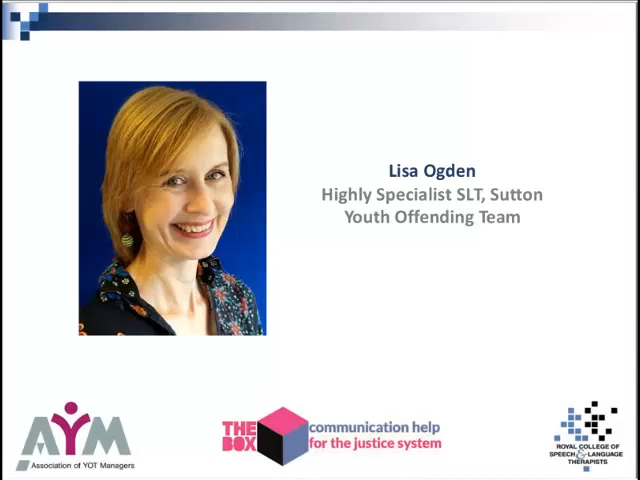 Lisa Ogden
Highly Specialist SLT, Sutton
Youth Offending Team
AYM
Association of YOT Managers
THE
BOX
communication help
for the justice system
ROYAL COLLEGE OF
SPEECH & LANGUAGE
THERAPISTS